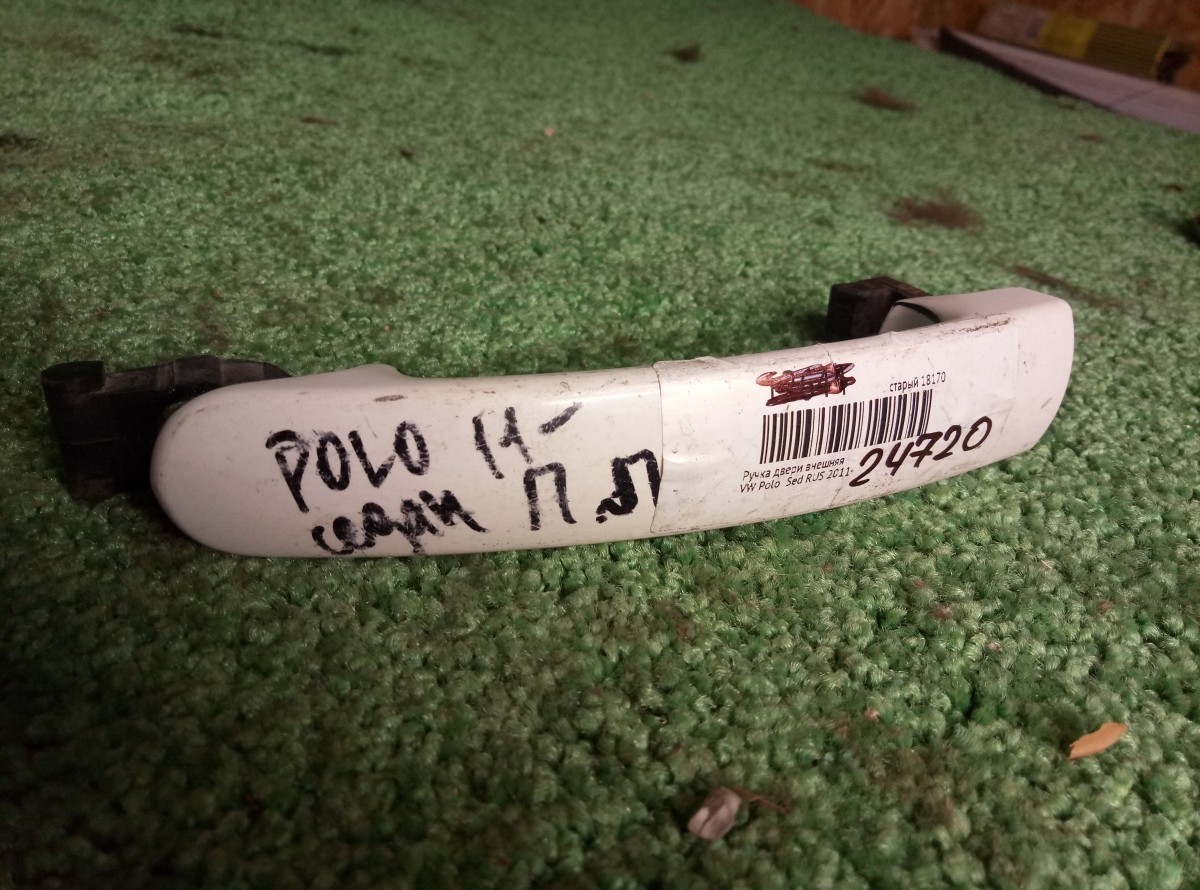 POLO 11-
седан П.П
старый 18170
24720
Ручка двери внешняя
VW Polo Sed RUS 2011-